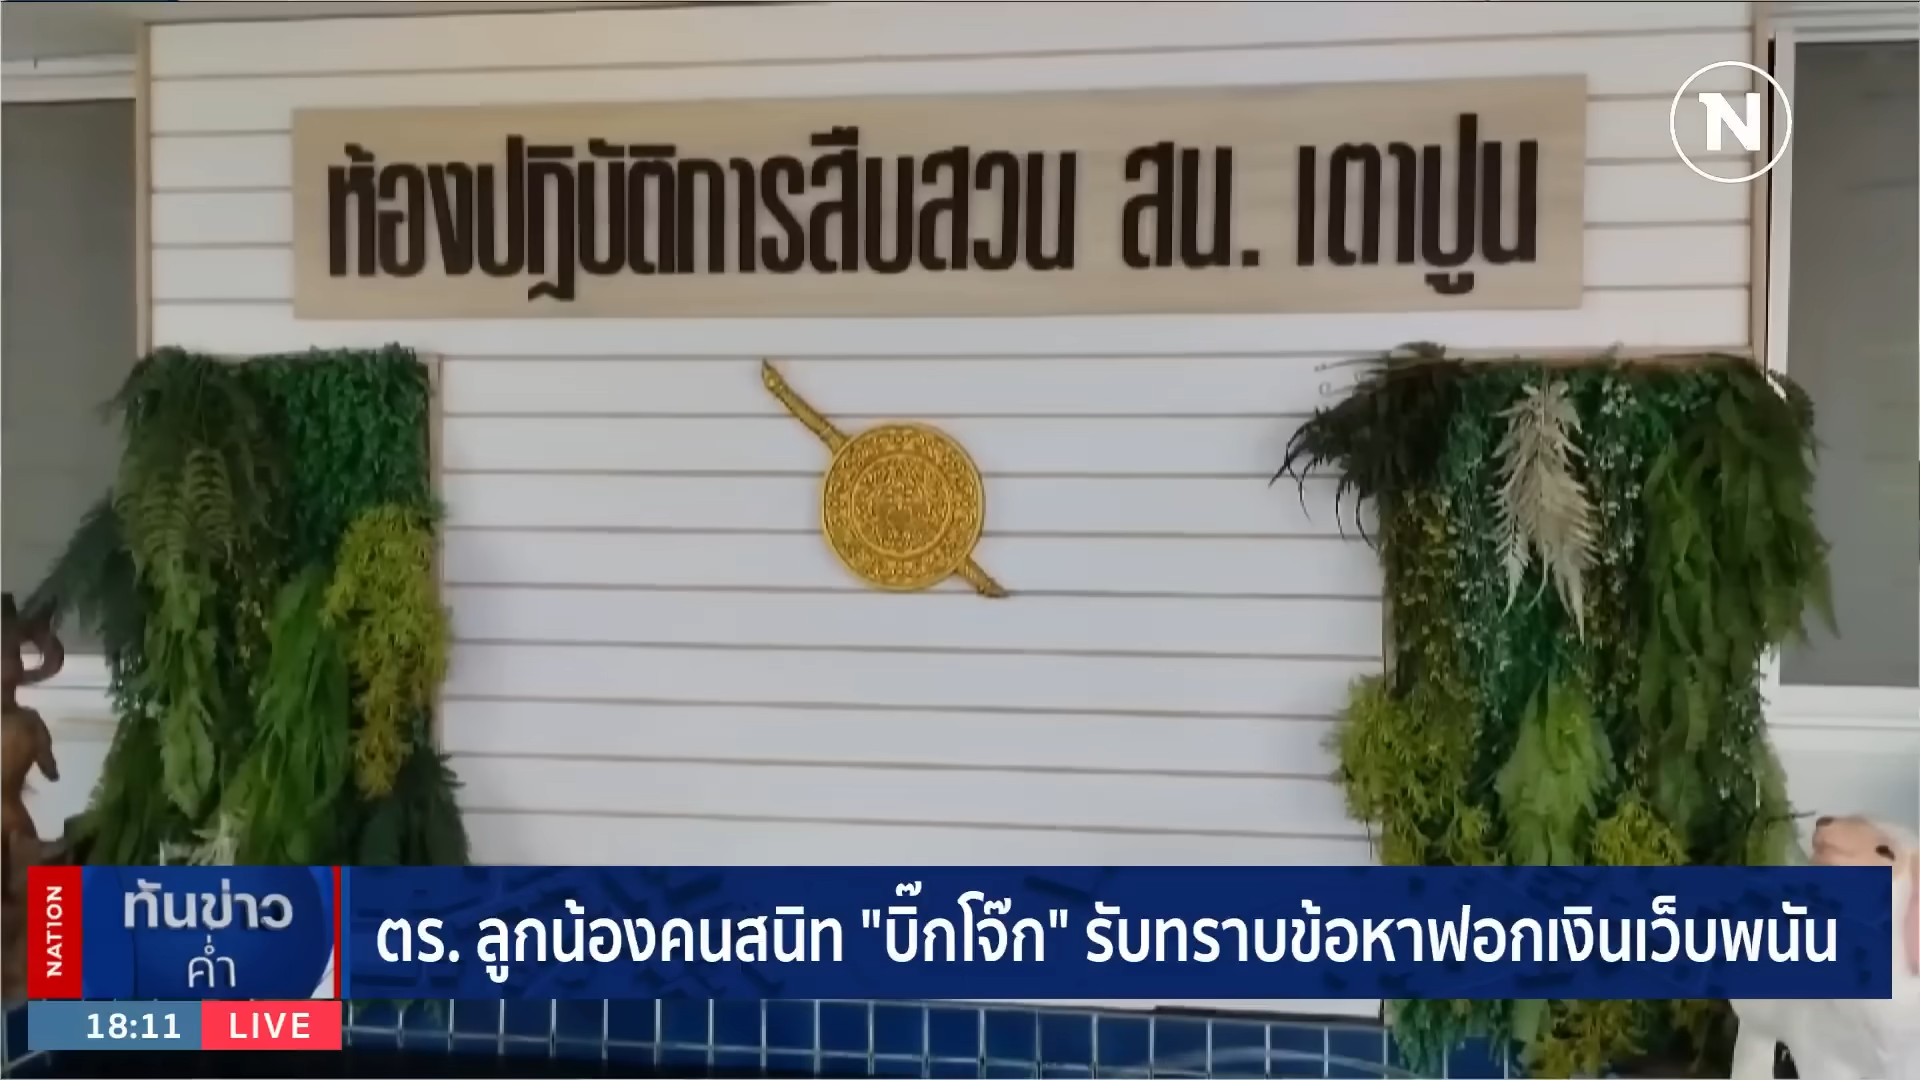 ห้องปฏิบัติการสืบสวน สน. เตาปูน
N
NATION
ทันข่าว
ค่ำ
ตร. ลูกน้องคนสนิท "บิ๊กโจ๊ก" รับทราบข้อหาฟอกเงินเว็บพนัน
18:11 LIVE